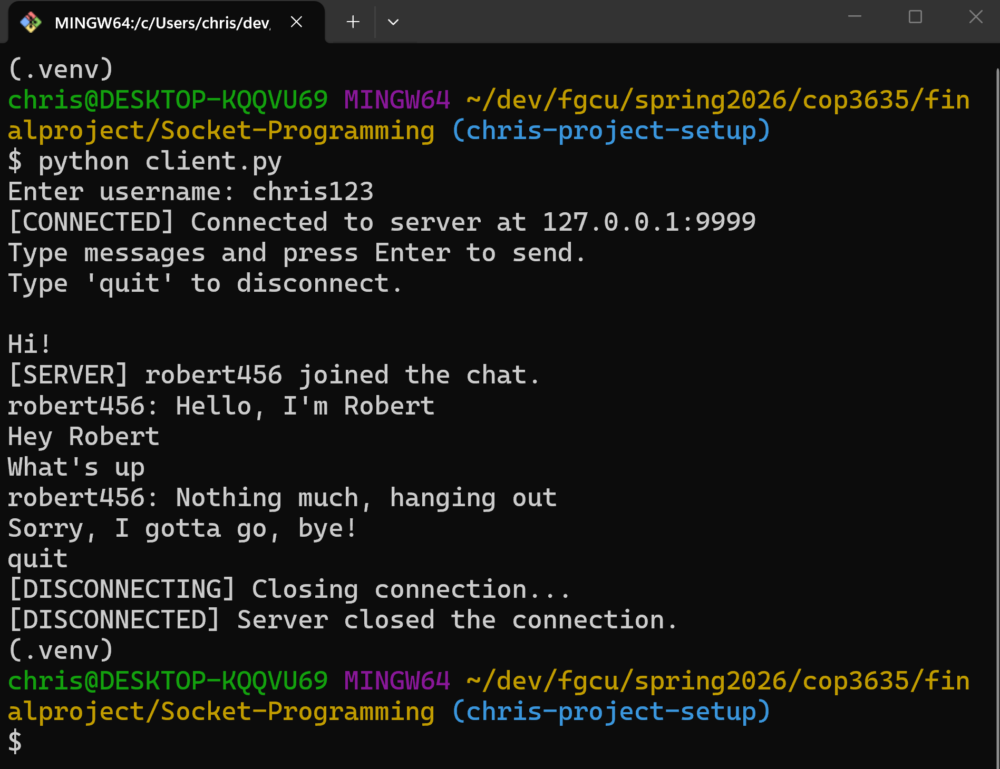 MINGW64:/c/Users/chris/dev
(.venv)
chris@DESKTOP-KQQVU69 MINGW64 ~/dev/fgcu/spring2026/cop3635/fin
alproject/Socket-Programming (chris-project-setup)
$ python client.py
Enter username: chris123
[CONNECTED] Connected to server at 127.0.0.1:9999
Type messages and press Enter to send.
Type 'quit' to disconnect.
Hi!
[SERVER] robert456 joined the chat.
robert456: Hello, I'm Robert
Hey Robert
What's up
robert456: Nothing much, hanging out
Sorry, I gotta go, bye!
quit
[DISCONNECTING] Closing connection...
[DISCONNECTED] Server closed the connection.
(.venv)
chris@DESKTOP-KQQVU69 MINGW64 ~/dev/fgcu/spring2026/cop3635/fin
alproject/Socket-Programming (chris-project-setup)
$